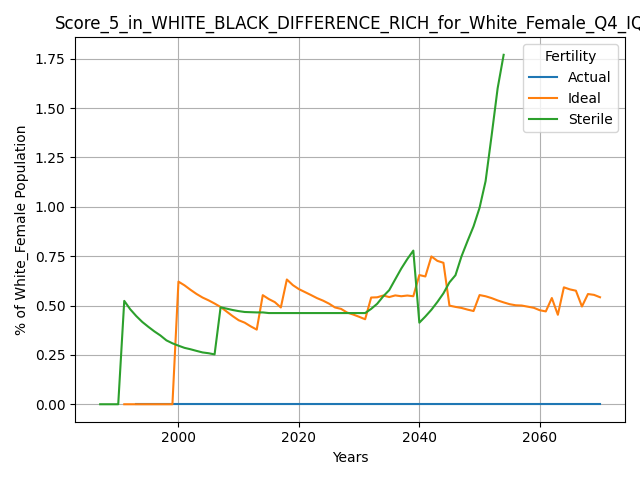 Score_5_in_WHITE_BLACK_DIFFERENCE_RICH_for_White_Female_Q4_IQ
Fertility
Actual
Ideal
Sterile
% of White_Female Population
1.75
1.50
1.25
1.00
0.75
0.50
0.25
0.00
2000 2020 2040 2060
Years